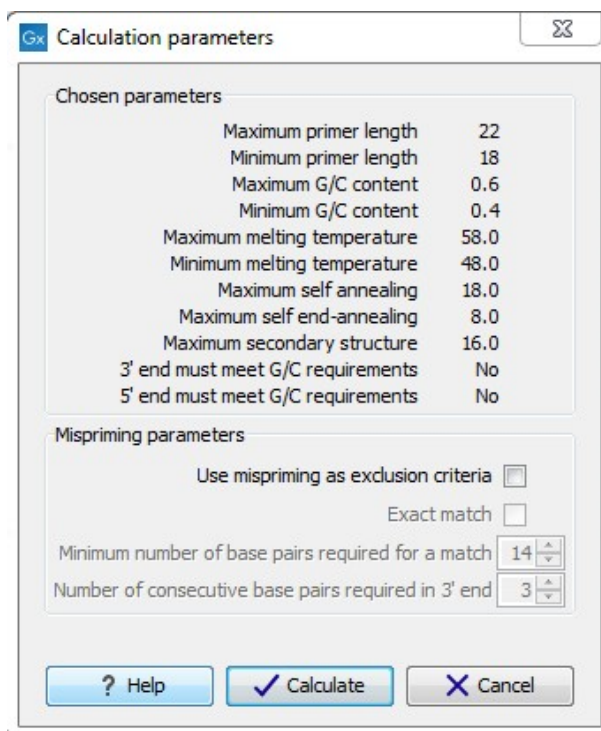 Gx Calculation parameters
Chosen parameters
Maximum primer length 22
Minimum primer length 18
Maximum G/C content 0.6
Minimum G/C content 0.4
Maximum melting temperature 58.0
Minimum melting temperature 48.0
Maximum self annealing 18.0
Maximum self end-annealing 8.0
Maximum secondary structure 16.0
3' end must meet G/C requirements No
5' end must meet G/C requirements No
Mispriming parameters
Use mispriming as exclusion criteria
Exact match
Minimum number of base pairs required for a match 14
Number of consecutive base pairs required in 3' end 3
? Help Calculate Cancel